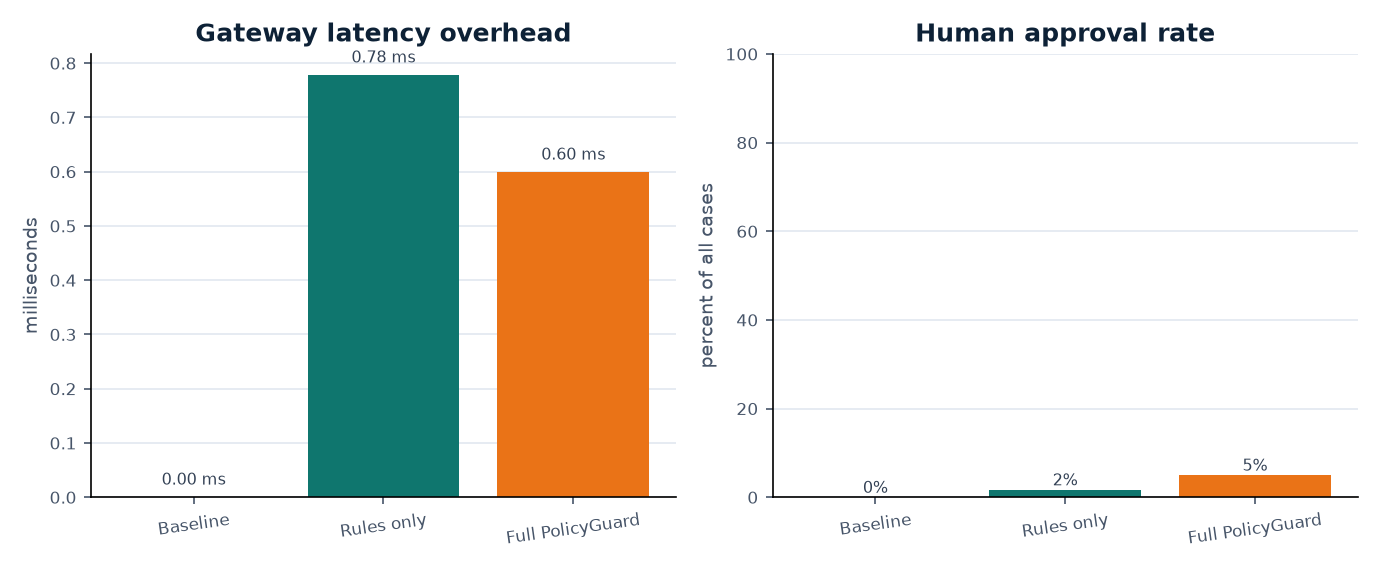 Gateway latency overhead
milliseconds
0.8
0.7
0.6
0.5
0.4
0.3
0.2
0.1
0.0
0.00 ms
0.78 ms
0.60 ms
Baseline
Rules only
Full PolicyGuard
Human approval rate
percent of all cases
100
80
60
40
20
0
0%
2%
5%
Baseline
Rules only
Full PolicyGuard